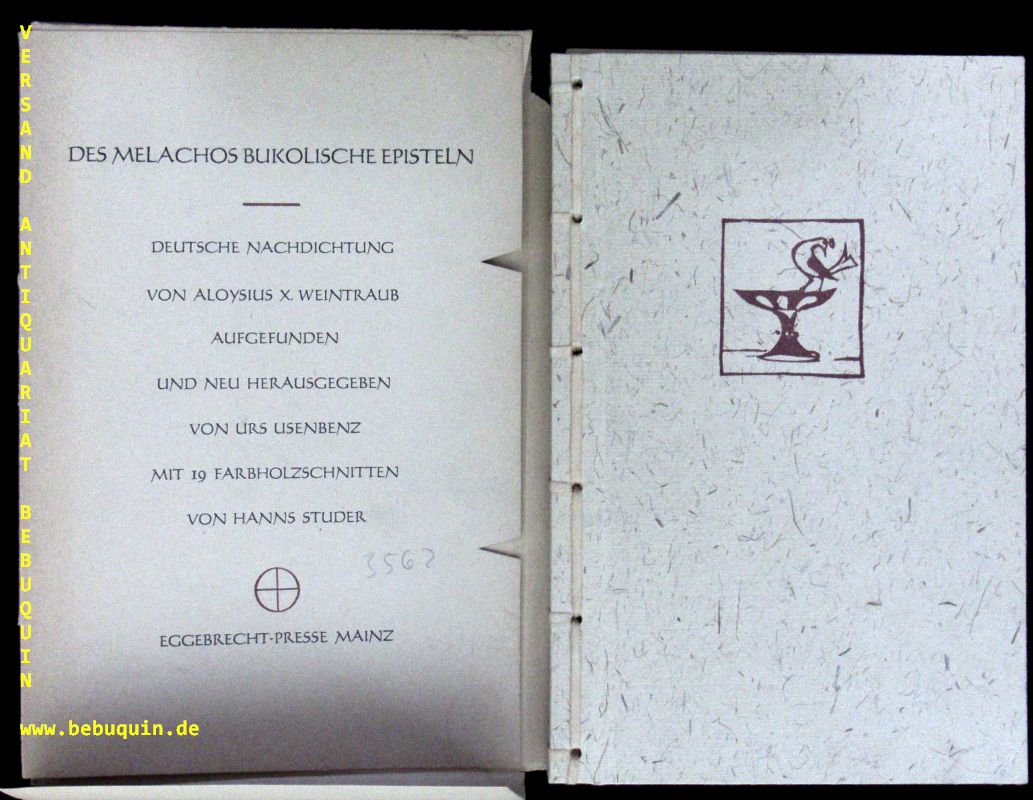 VERSAND ANTIQUARIAT BEBUQUIN
www.bebuquin.de
DES MELACHOS BUKOLISCHE EPISTELN
DEUTSCHE NACHDICHTUNG
VON ALOYSIUS X. WEINTRAUB
AUFGEFUNDEN
UND NEU HERAUSGEGEBEN
VON URS USENBENZ
MIT 19 FARBHOLZSCHNITTEN
VON HANNS STUDER
3562
EGGEBRECHT-PRESSE MAINZ